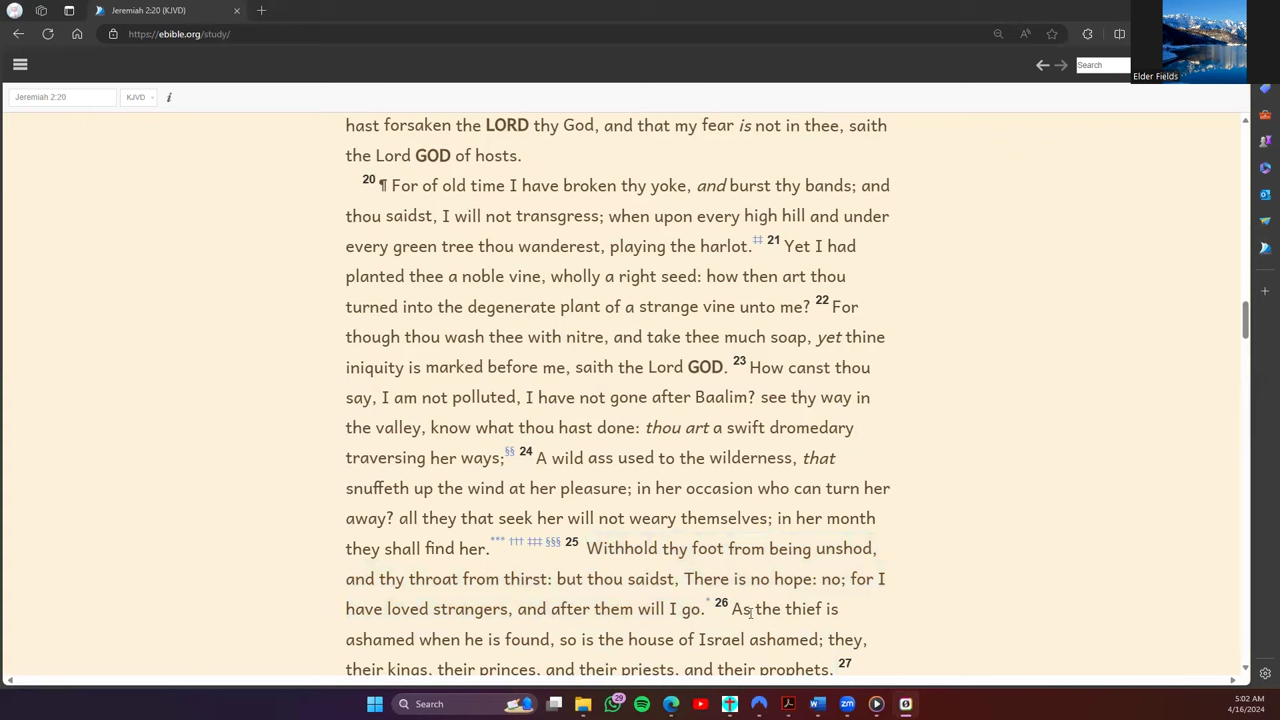 Jeremiah 2:20 (KJVD)
https://ebible.org/study/
Search
Elder Fields
Jeremiah 2:20
KJVD
i
hast forsaken the LORD thy God, and that my fear is not in thee, saith
the Lord GOD of hosts.
20 ¶ For of old time I have broken thy yoke, and burst thy bands; and
thou saidst, I will not transgress; when upon every high hill and under
every green tree thou wanderest, playing the harlot.‡‡ 21 Yet I had
planted thee a noble vine, wholly a right seed: how then art thou
turned into the degenerate plant of a strange vine unto me? 22 For
though thou wash thee with nitre, and take thee much soap, yet thine
iniquity is marked before me, saith the Lord GOD. 23 How canst thou
say, I am not polluted, I have not gone after Baalim? see thy way in
the valley, know what thou hast done: thou art a swift dromedary
traversing her ways;§§ 24 A wild ass used to the wilderness, that
snuffeth up the wind at her pleasure; in her occasion who can turn her
away? all they that seek her will not weary themselves; in her month
they shall find her.*** ††† ‡‡‡ §§§ 25 Withhold thy foot from being unshod,
and thy throat from thirst: but thou saidst, There is no hope: no; for I
have loved strangers, and after them will I go.* 26 As the thief is
ashamed when he is found, so is the house of Israel ashamed; they,
their kings, their princes, and their priests, and their prophets, 27
Search
29
5:02 AM
4/16/2024